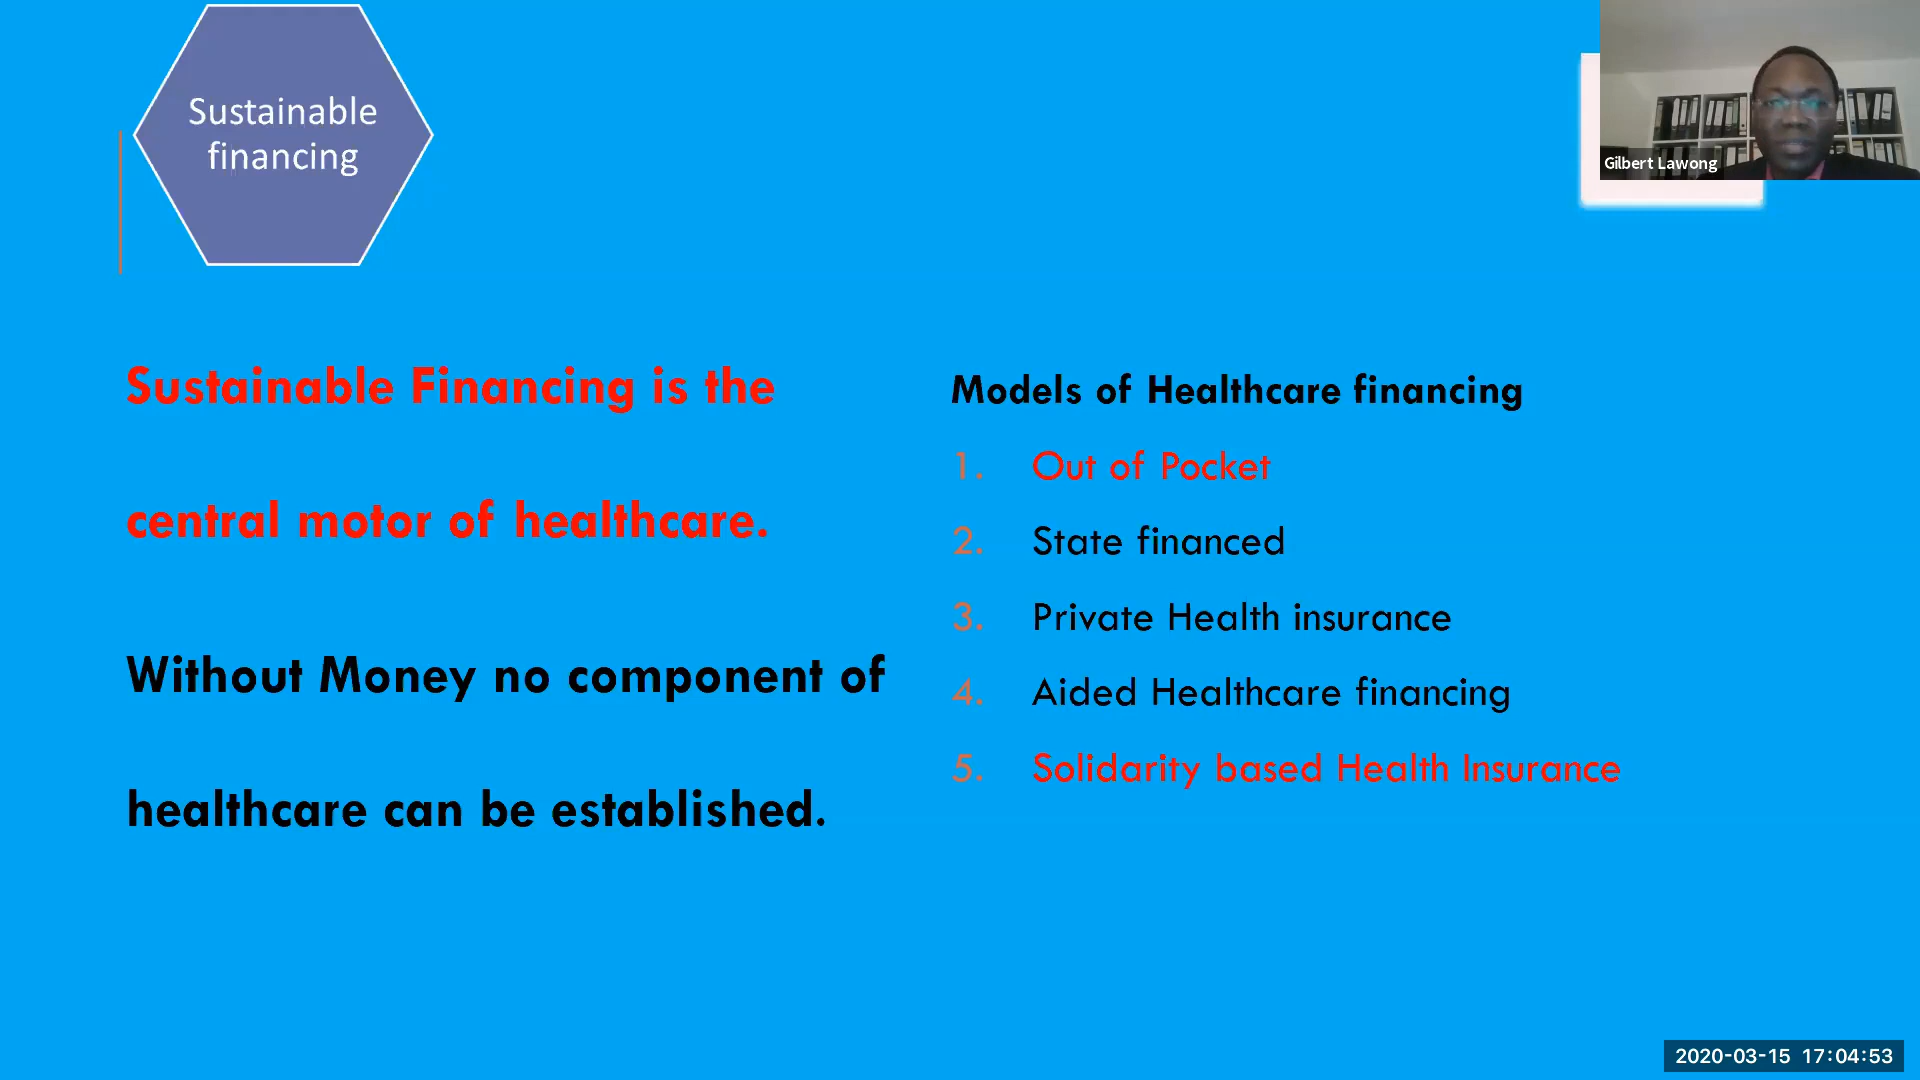 Sustainable
financing
Gilbert Lawong
Sustainable Financing is the
central motor of healthcare.
Without Money no component of
healthcare can be established.
Models of Healthcare financing
1. Out of Pocket
2. State financed
3. Private Health insurance
4. Aided Healthcare financing
5. Solidarity based Health Insurance
2020-03-15 17:04:53